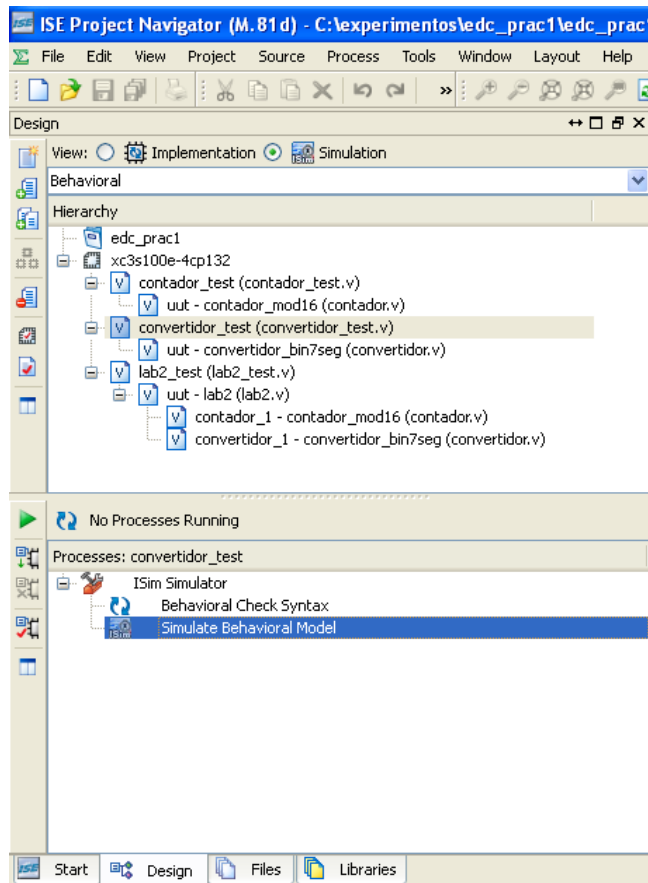 ISE Project Navigator (M.81d) - C:\experimentos\edc_prac1\edc_prac1
File Edit View Project Source Process Tools Window Layout Help
»
Design
View: Implementation Simulation
Behavioral
Hierarchy
edc_prac1
xc3s100e-4cp132
contador_test (contador_test.v)
uut - contador_mod16 (contador.v)
convertidor_test (convertidor_test.v)
uut - convertidor_bin7seg (convertidor.v)
lab2_test (lab2_test.v)
uut - lab2 (lab2.v)
contador_1 - contador_mod16 (contador.v)
convertidor_1 - convertidor_bin7seg (convertidor.v)
No Processes Running
Processes: convertidor_test
ISim Simulator
Behavioral Check Syntax
Simulate Behavioral Model
Start Design Files Libraries